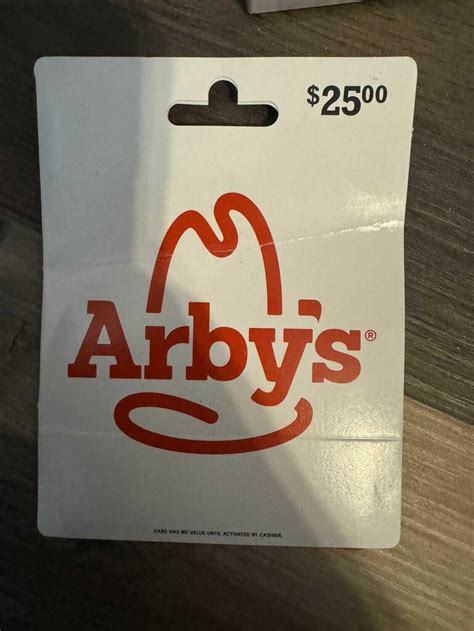 $25.00
Arby's®
CARD HAS NO VALUE UNTIL ACTIVATED BY CASHIER.